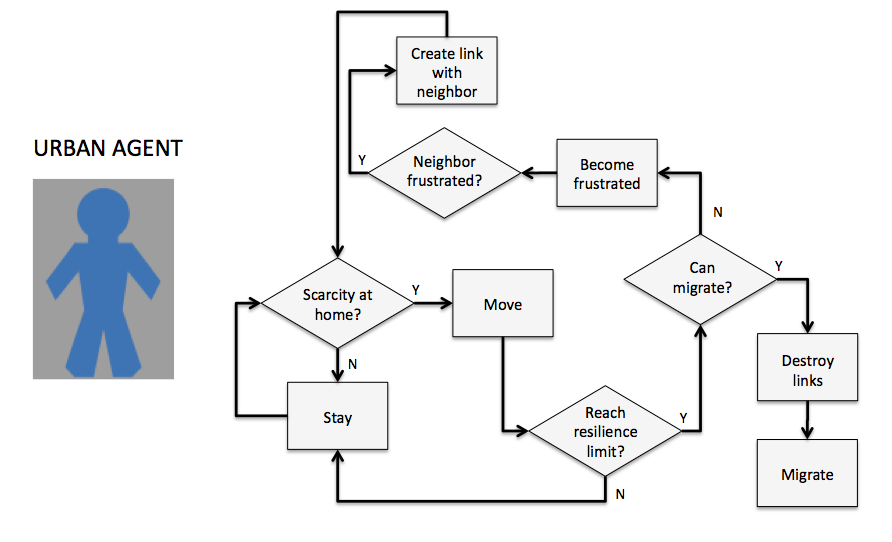 Create link
with
neighbor
URBAN AGENT
Y
Neighbor
frustrated?
Become
frustrated
N
Can
migrate?
Y
Scarcity at
home?
Y
Move
N
Destroy
links
Stay
Reach
resilience
limit?
Y
Migrate
N